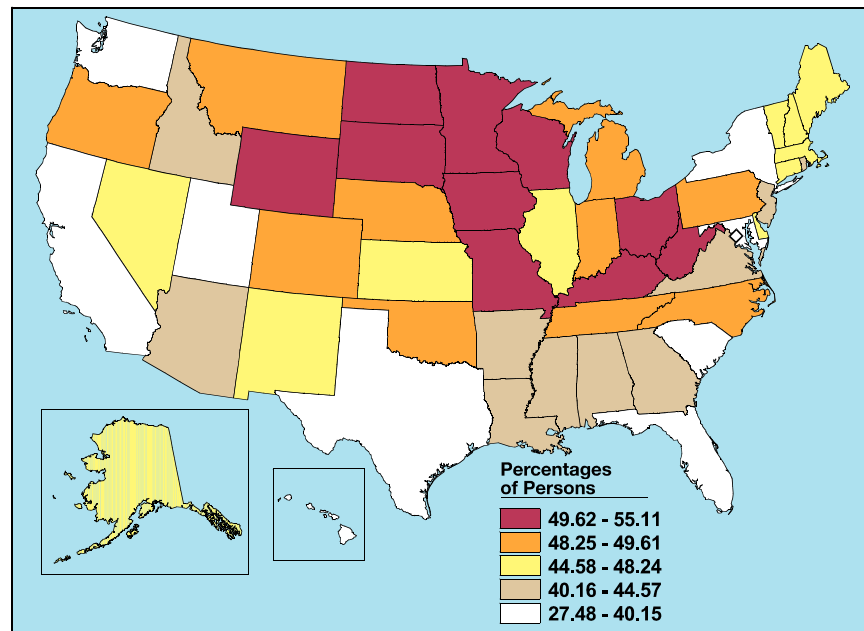 Percentages
of Persons
49.62 - 55.11
48.25 - 49.61
44.58 - 48.24
40.16 - 44.57
27.48 - 40.15